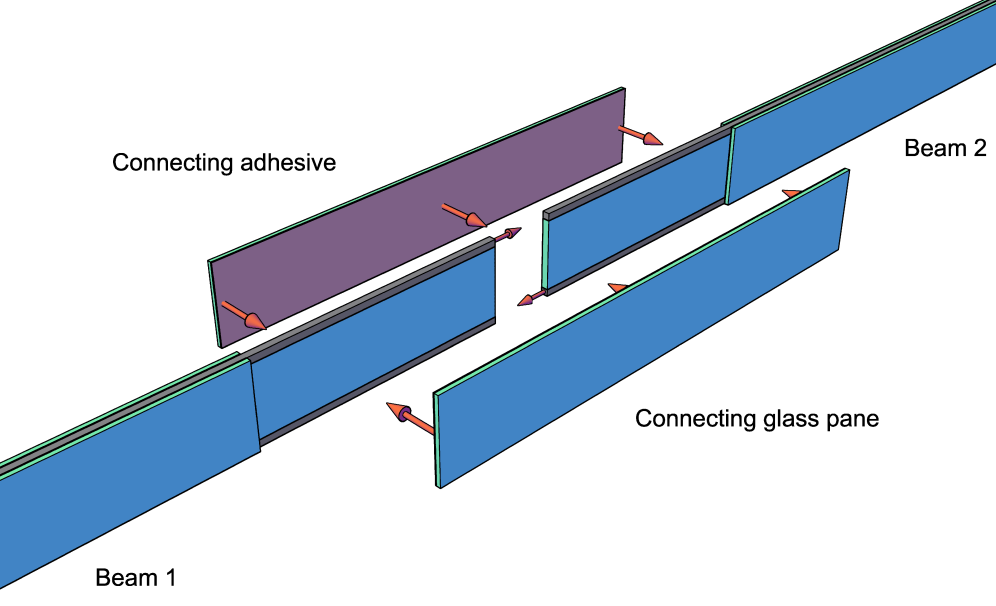 Connecting adhesive
Beam 2
Connecting glass pane
Beam 1